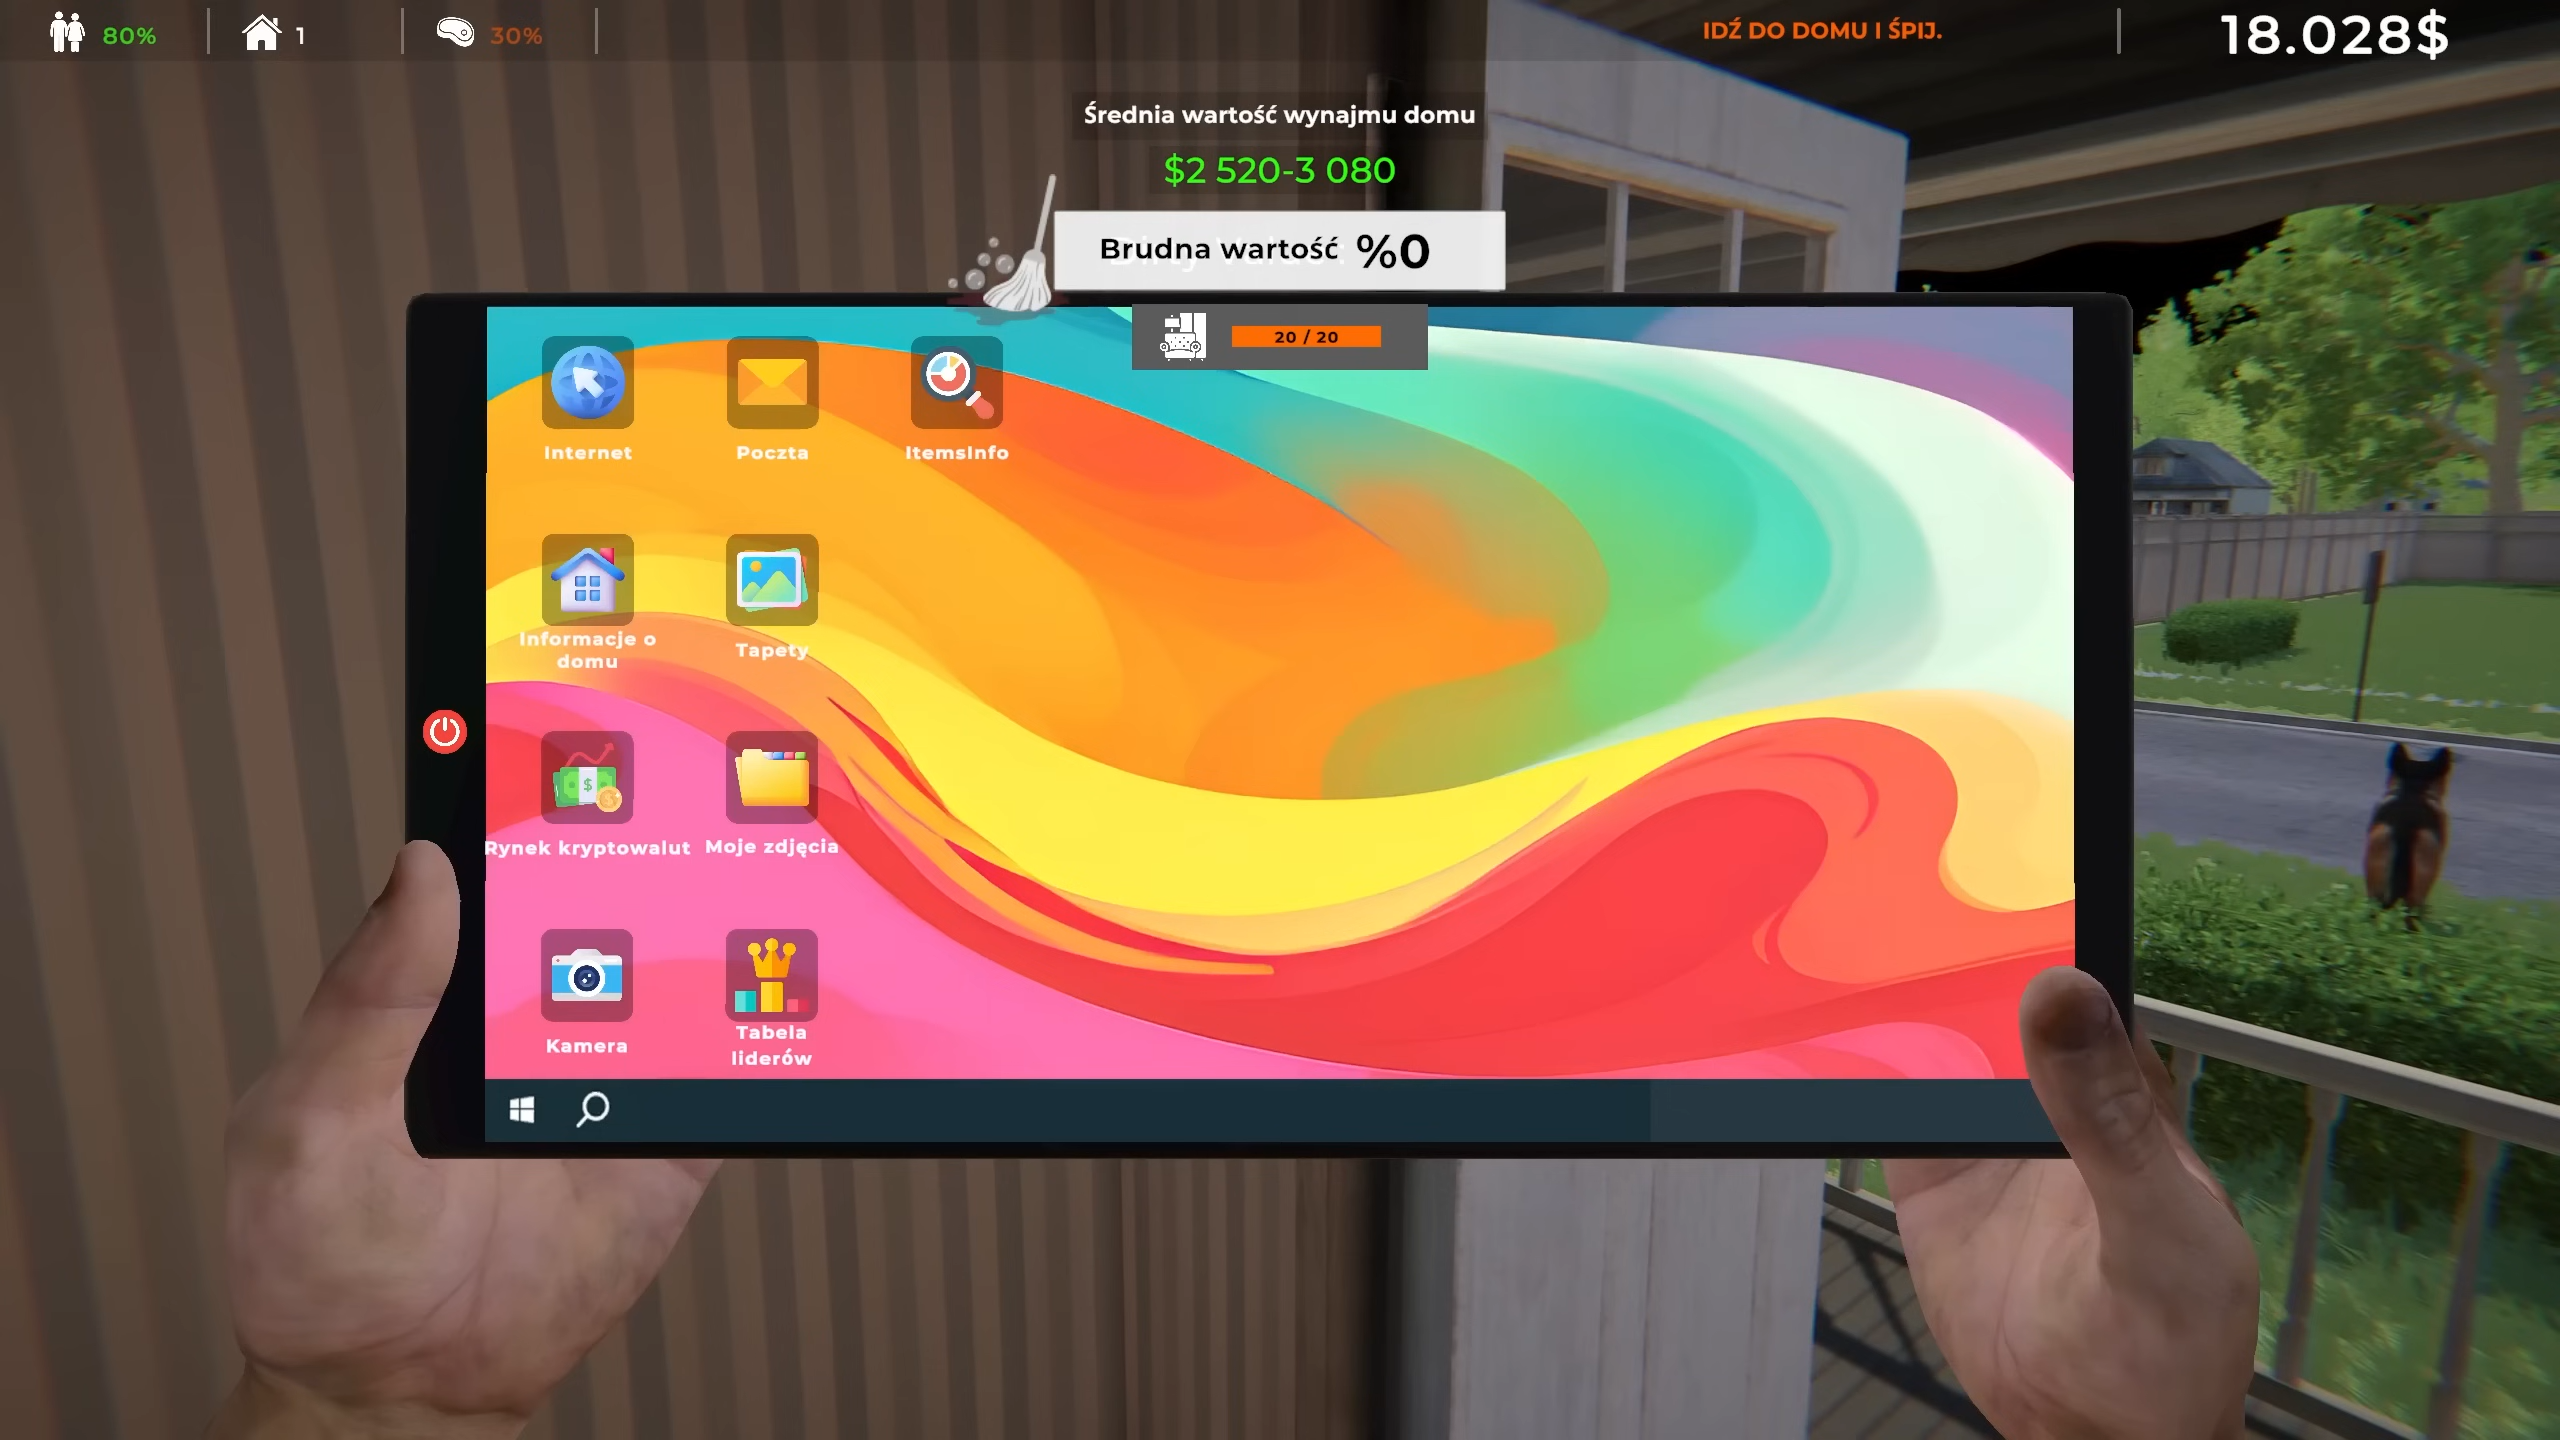 80%
1
30%
IDŹ DO DOMU I ŚPIJ.
18.028$
Średnia wartość wynajmu domu
$2 520-3 080
Brudna wartość %0
20 / 20
Internet
Poczta
ItemsInfo
Informacje o
domu
Tapety
Rynek kryptowalut
Moje zdjęcia
Kamera
Tabela
liderów